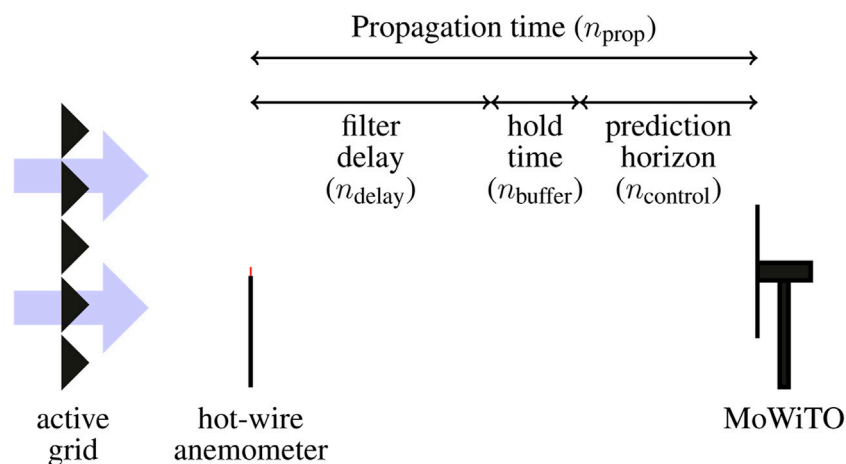 Propagation time (n_prop)
filter
delay
(n_delay)
hold
time
(n_buffer)
prediction
horizon
(n_control)
active
grid
hot-wire
anemometer
MoWiTO